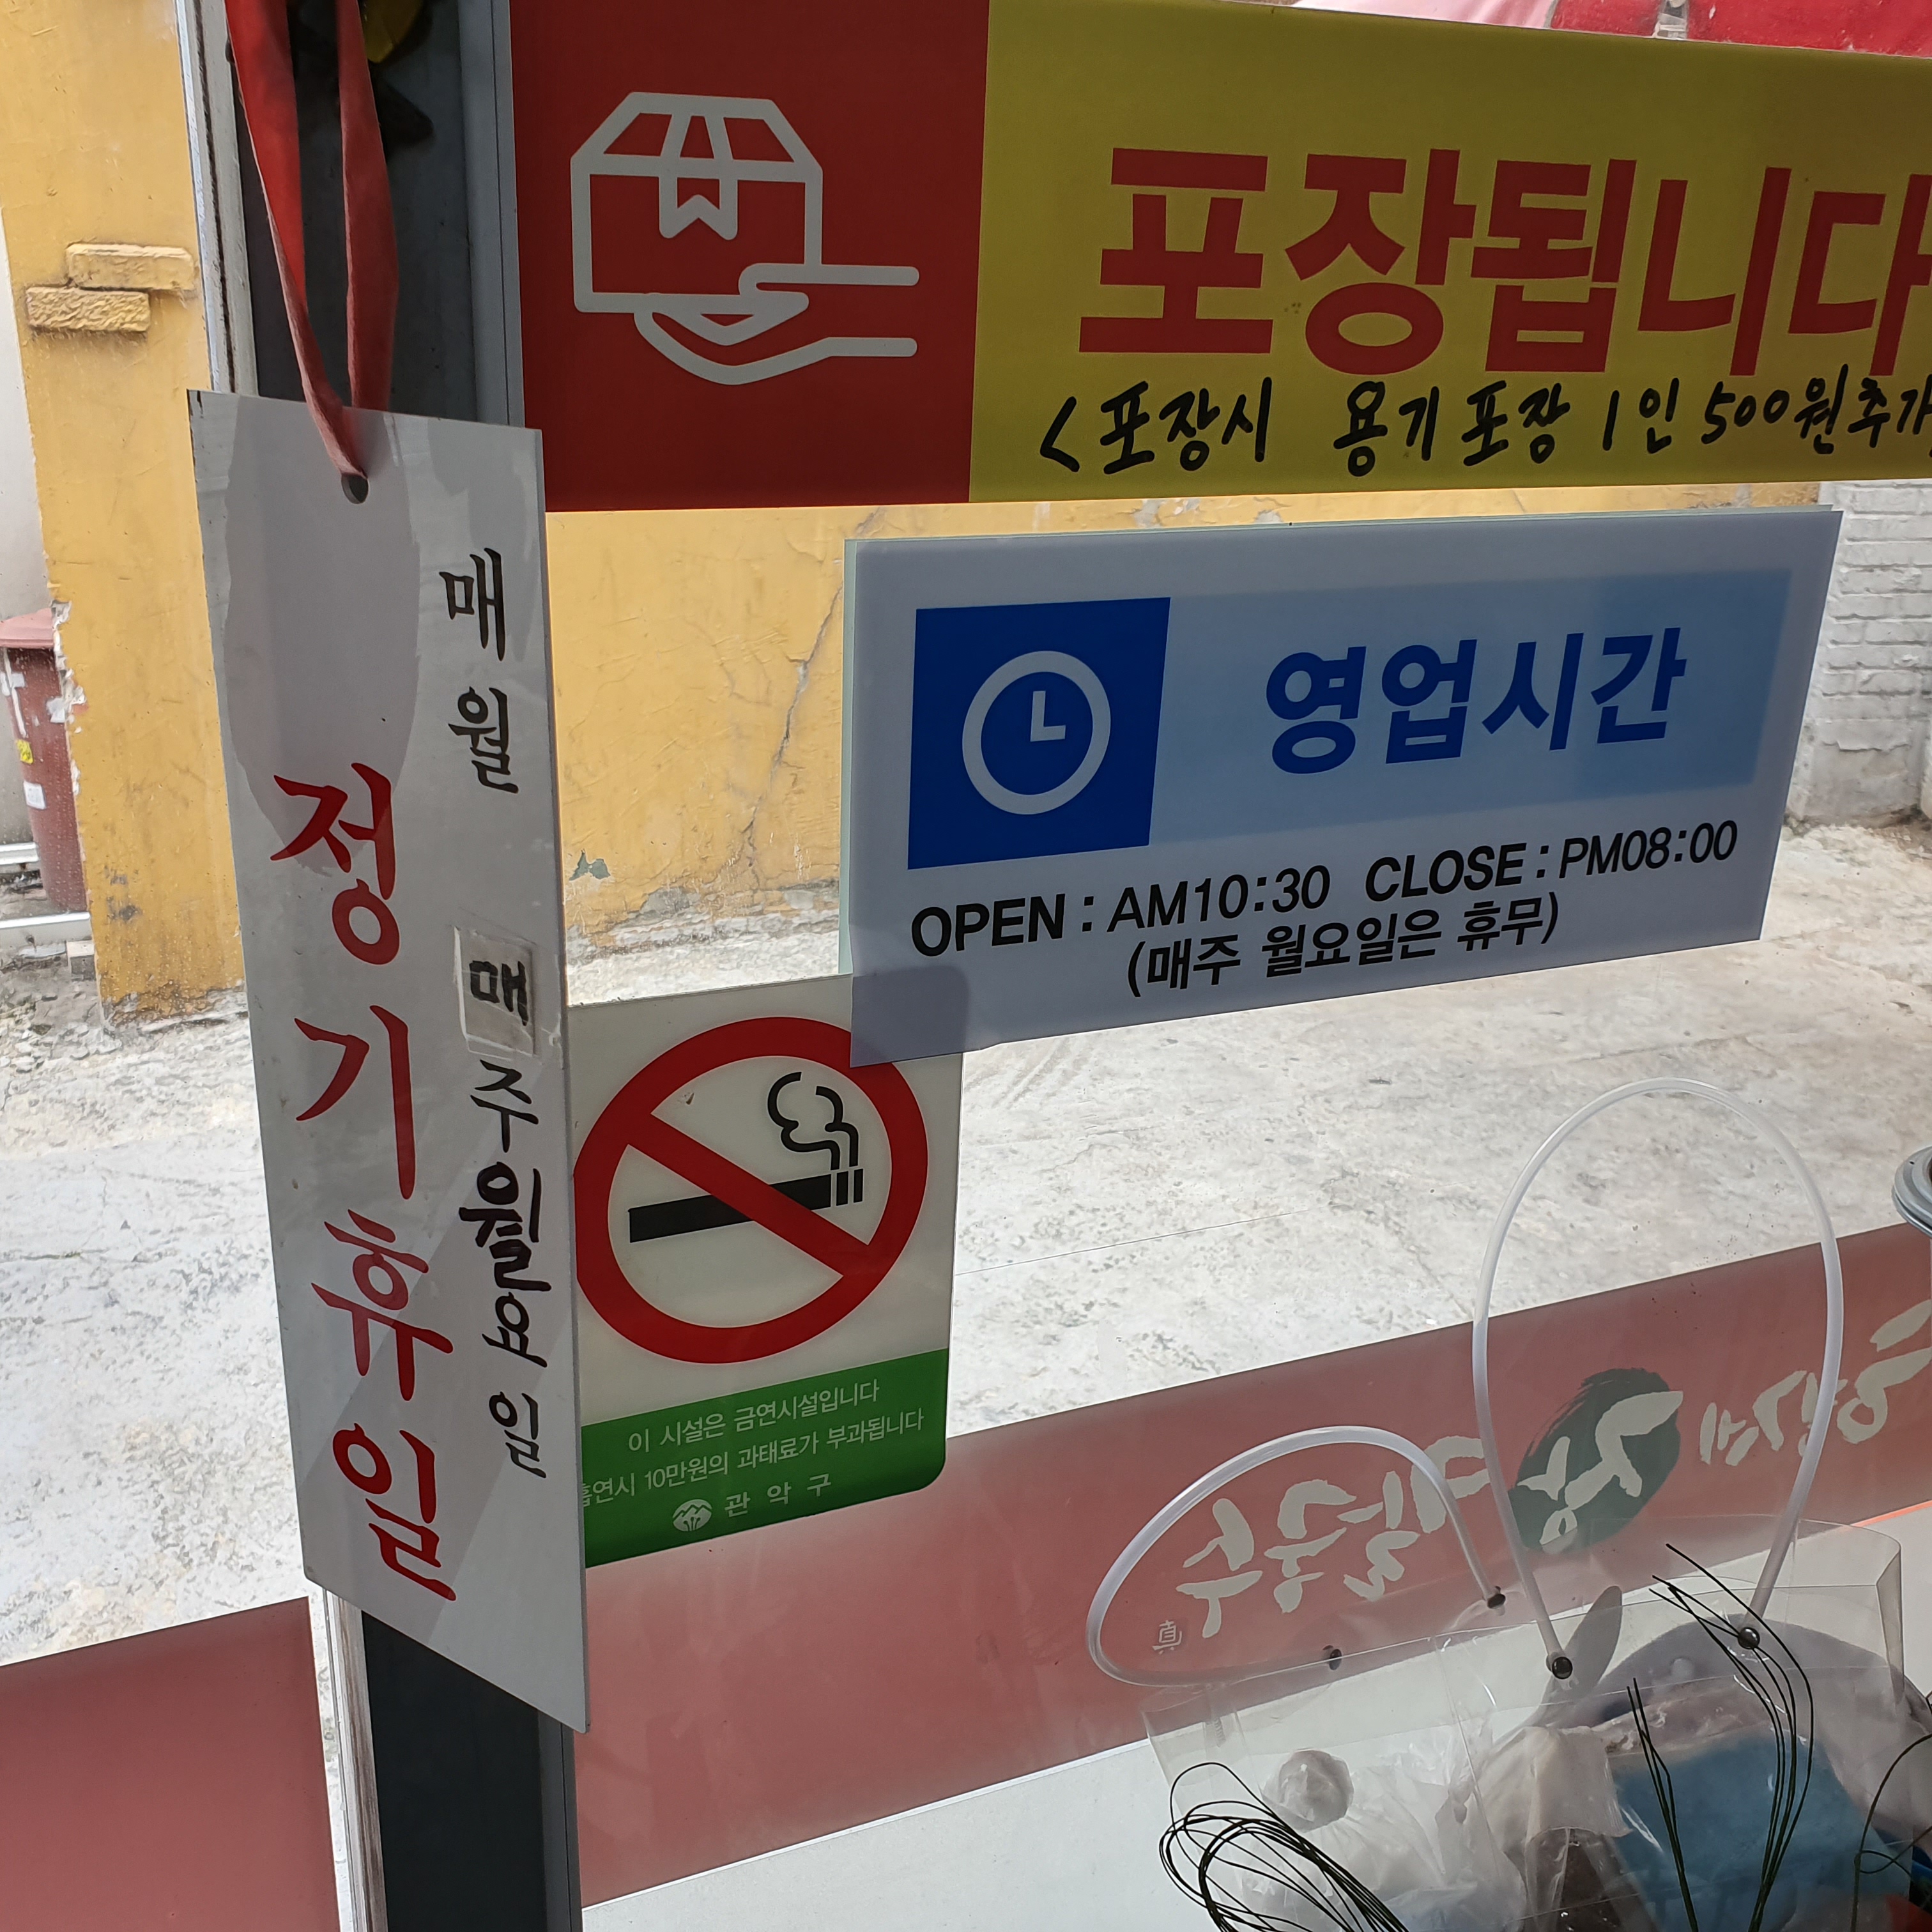 포장됩니다
<포장시 용기포장 1인 500원추가
영업시간
OPEN : AM10:30 CLOSE : PM08:00
(매주 월요일은 휴무)
매월 매주 월요일
정기휴일
이 시설은 금연시설입니다
흡연시 10만원의 과태료가 부과됩니다
관악구
손칼국수